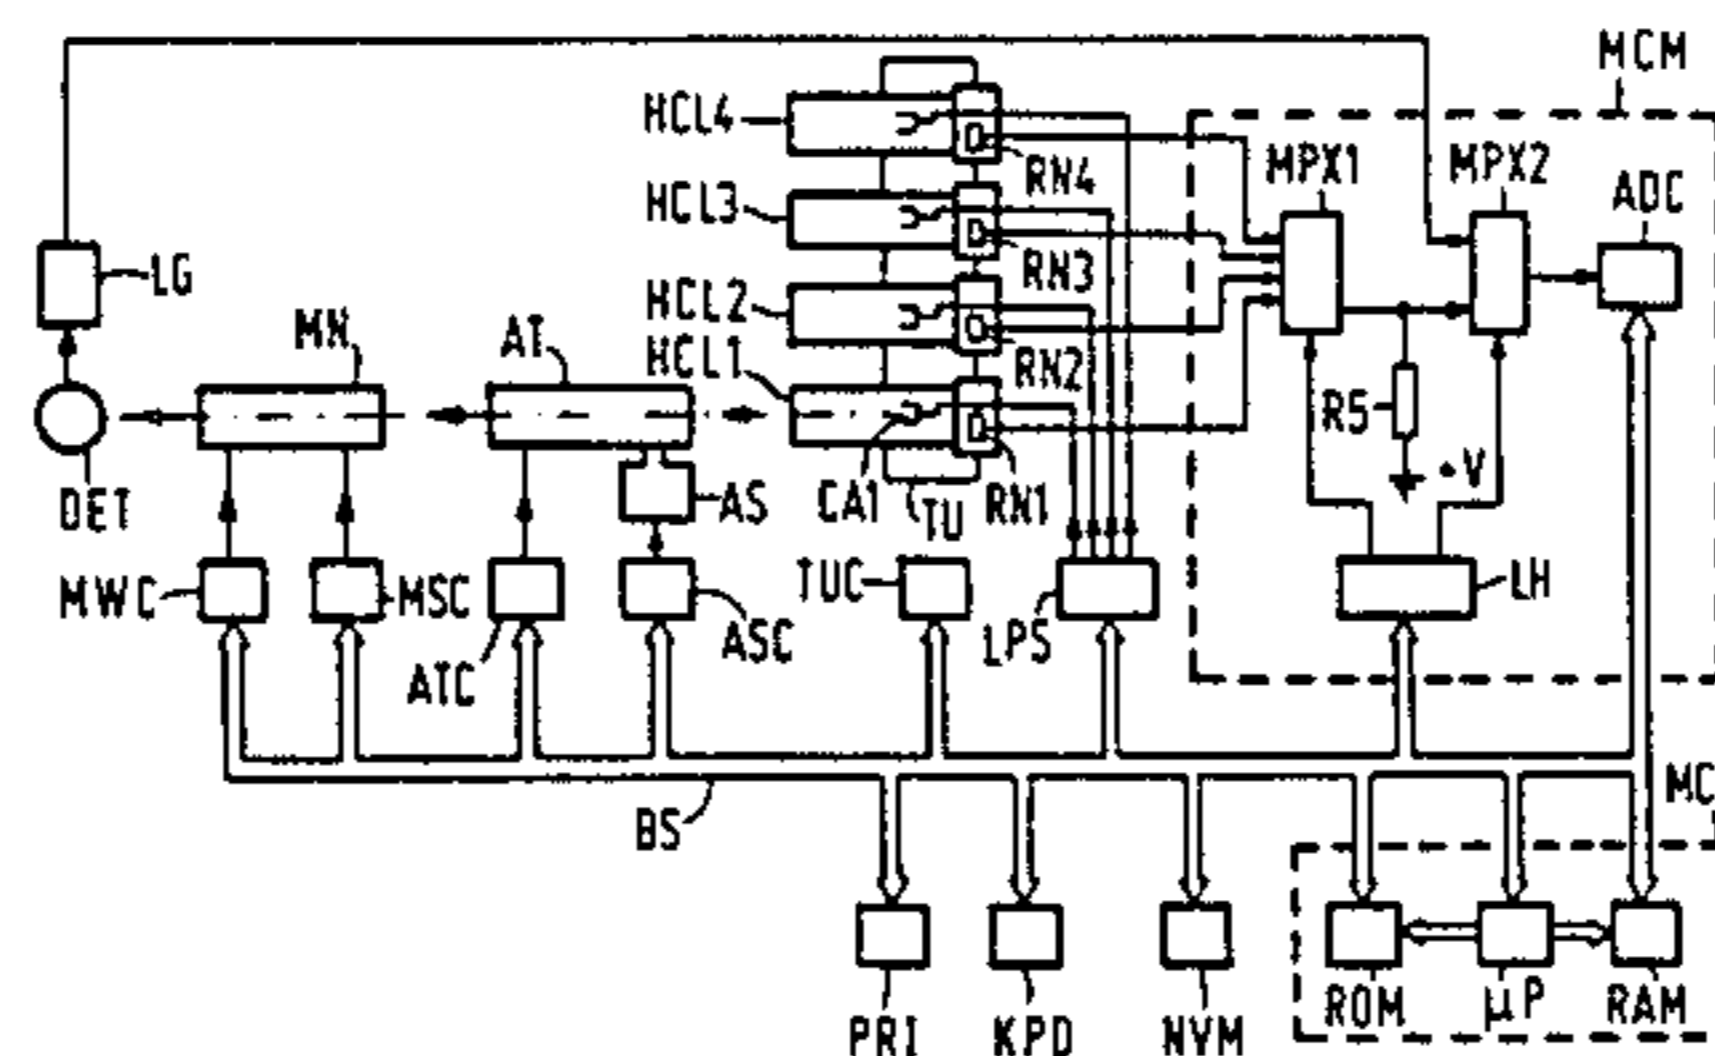 MCM
HCL4
MPX1
MPX2
RN4
ADC
HCL3
LG
RN3
HCL2
MN
AT
HCL1
RN2
R5
+V
DET
AS
CA1
TU
RN1
MWC
MSC
TUC
LH
ATC
ASC
LPS
MC
BS
ROM
µP
RAM
PRI
KPD
NVM